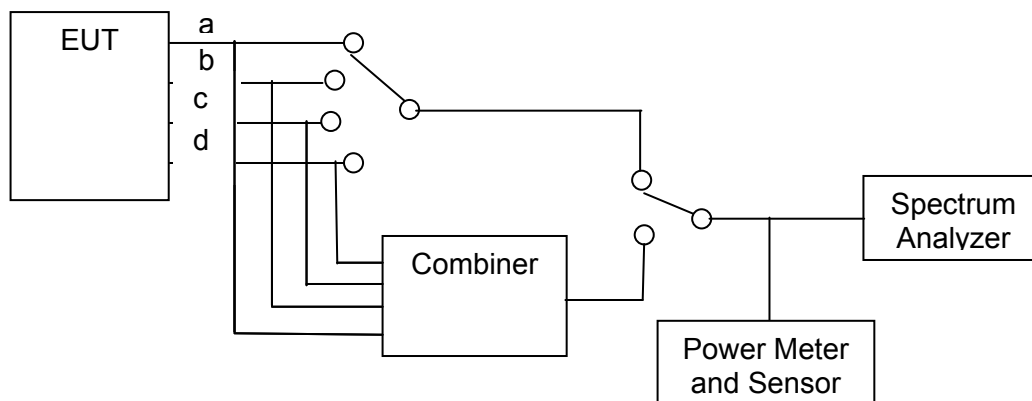 EUT
a
b
c
d
Combiner
Spectrum
Analyzer
Power Meter
and Sensor